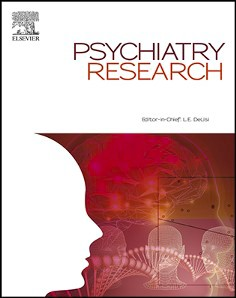 ELSEVIER
PSYCHIATRY
RESEARCH
Editor-in-Chief: L.E. DeLisi